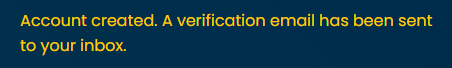 Account created. A verification email has been sent
to your inbox.